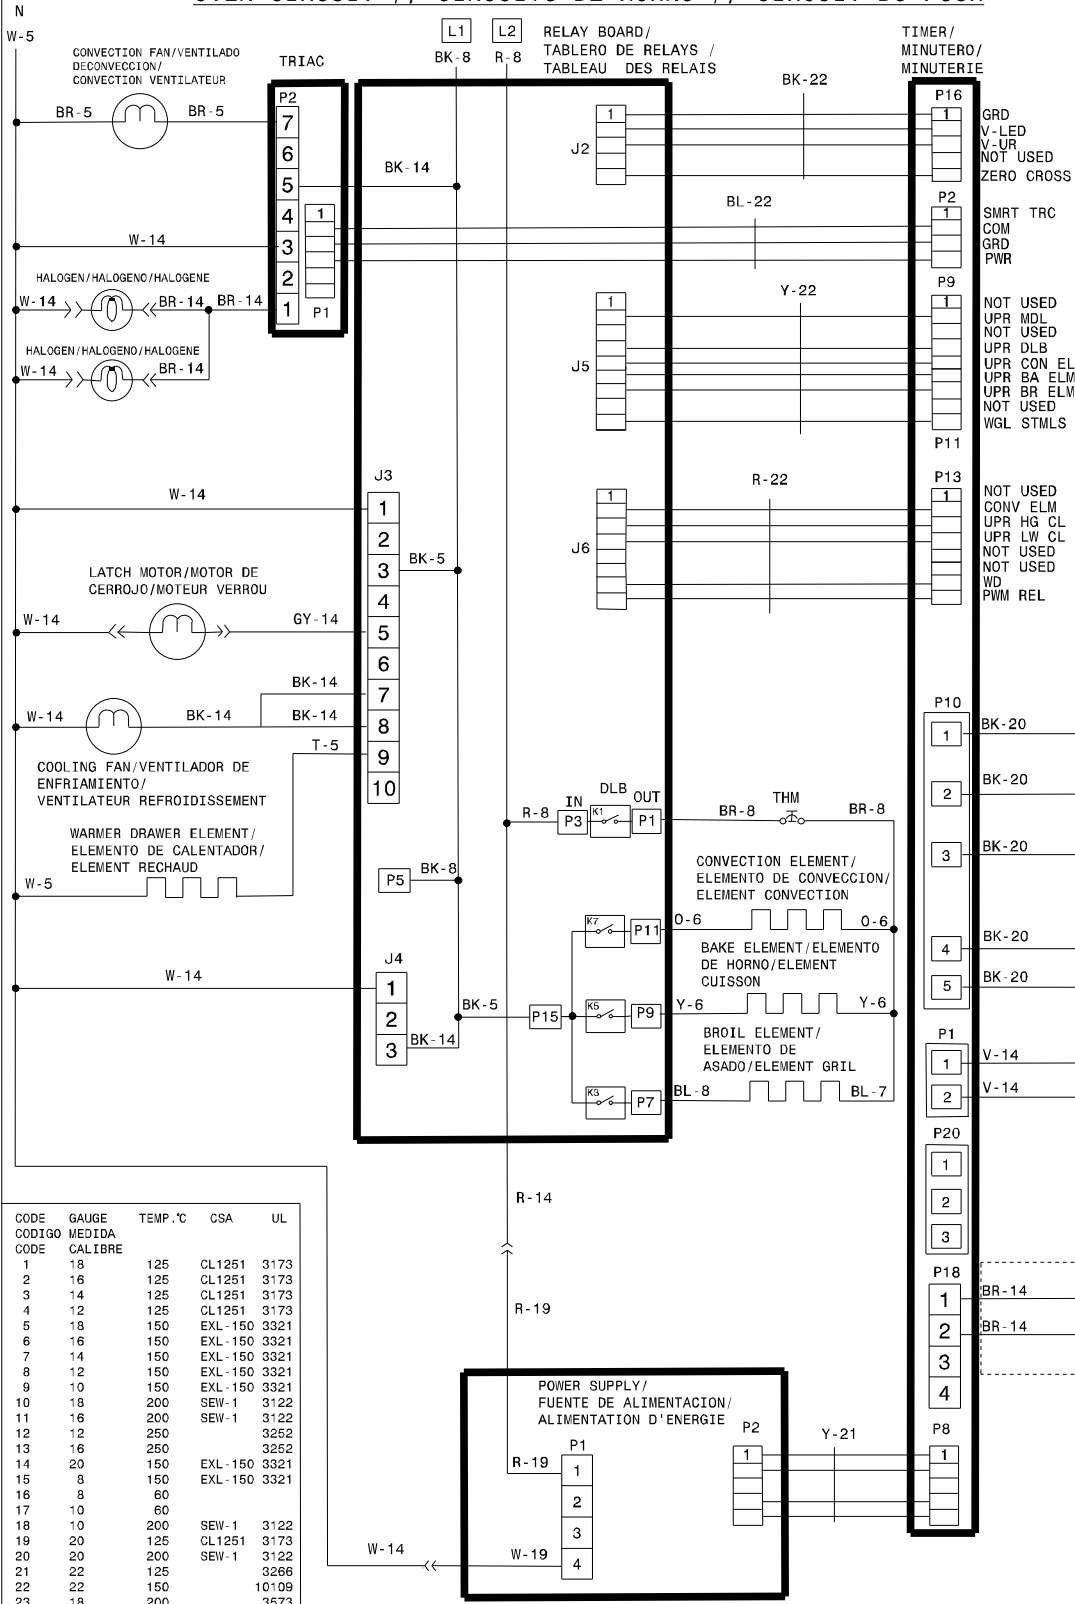 OVEN CIRCUIT // CIRCUITO DE HORNO // CIRCUIT DU FOUR
N
W-5
CONVECTION FAN/VENTILADO
DECONVECCION/
CONVECTION VENTILATEUR
BR-5
BR-5
TRIAC
P2
7
6
5
4
3
2
1
1
P1
L1
L2
BK-8
R-8
RELAY BOARD/
TABLERO DE RELAYS /
TABLEAU DES RELAIS
TIMER/
MINUTERO/
MINUTERIE
BK-14
W-14
HALOGEN/HALOGENO/HALOGENE
W-14
BR-14
BR-14
HALOGEN/HALOGENO/HALOGENE
W-14
BR-14
1
J2
BK-22
P16
1
GRD
V-LED
V-UR
NOT USED
ZERO CROSS
BL-22
P2
1
SMRT TRC
COM
GRD
PWR
1
J5
Y-22
P9
1
NOT USED
UPR MDL
NOT USED
UPR DLB
UPR CON EL
UPR BA ELM
UPR BR ELM
NOT USED
WGL STMLS
P11
1
J6
R-22
P13
1
NOT USED
CONV ELM
UPR HG CL
UPR LW CL
NOT USED
NOT USED
WD
PWM REL
J3
1
2
3
4
5
6
7
8
9
10
W-14
BK-5
LATCH MOTOR/MOTOR DE
CERROJO/MOTEUR VERROU
W-14
GY-14
BK-14
W-14
BK-14
BK-14
T-5
COOLING FAN/VENTILADOR DE
ENFRIAMIENTO/
VENTILATEUR REFROIDISSEMENT
WARMER DRAWER ELEMENT/
ELEMENTO DE CALENTADOR/
ELEMENT RECHAUD
W-5
P5
BK-8
J4
1
2
3
W-14
BK-14
BK-5
P15
R-8
IN
P3
DLB
K1
OUT
P1
BR-8
THM
BR-8
CONVECTION ELEMENT/
ELEMENTO DE CONVECCION/
ELEMENT CONVECTION
K7
P11
O-6
O-6
BAKE ELEMENT/ELEMENTO
DE HORNO/ELEMENT
CUISSON
K5
P9
Y-6
Y-6
BROIL ELEMENT/
ELEMENTO DE
ASADO/ELEMENT GRIL
K3
P7
BL-8
BL-7
P10
1
BK-20
2
BK-20
3
BK-20
4
BK-20
5
BK-20
P1
1
V-14
2
V-14
P20
1
2
3
P18
1
BR-14
2
BR-14
3
4
R-14
R-19
POWER SUPPLY/
FUENTE DE ALIMENTACION/
ALIMENTATION D'ENERGIE
P1
R-19
1
2
3
4
W-14
W-19
P2
1
Y-21
P8
1
CODE GAUGE TEMP.°C CSA UL
CODIGO MEDIDA
CODE CALIBRE
1 18 125 CL1251 3173
2 16 125 CL1251 3173
3 14 125 CL1251 3173
4 12 125 CL1251 3173
5 18 150 EXL-150 3321
6 16 150 EXL-150 3321
7 14 150 EXL-150 3321
8 12 150 EXL-150 3321
9 10 150 EXL-150 3321
10 18 200 SEW-1 3122
11 16 200 SEW-1 3122
12 12 250 3252
13 16 250 3252
14 20 150 EXL-150 3321
15 8 150 EXL-150 3321
16 8 60
17 10 60
18 10 200 SEW-1 3122
19 20 125 CL1251 3173
20 20 200 SEW-1 3122
21 22 125 3266
22 22 150 10109
23 18 200 3573